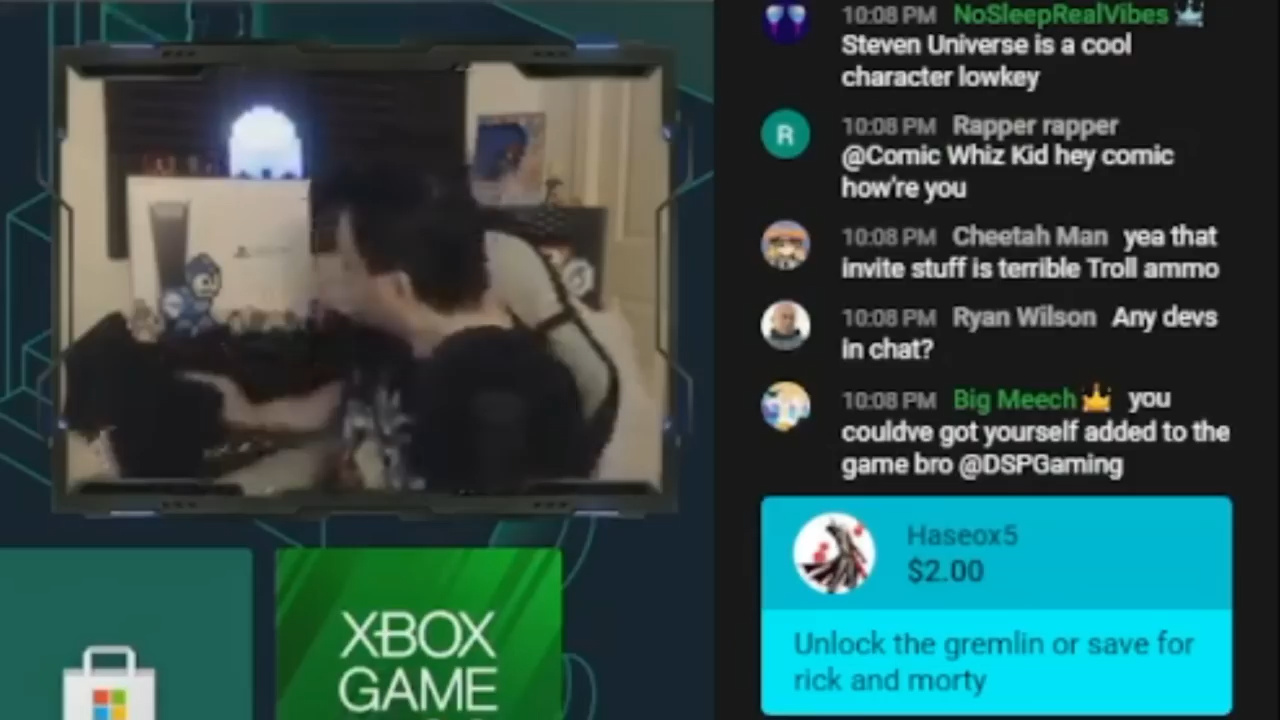 10:08 PM NoSleepRealVibes
Steven Universe is a cool
character lowkey
R
10:08 PM Rapper rapper
@Comic Whiz Kid hey comic
how're you
10:08 PM Cheetah Man yea that
invite stuff is terrible Troll ammo
10:08 PM Ryan Wilson Any devs
in chat?
10:08 PM Big Meech you
couldve got yourself added to the
game bro @DSPGaming
Haseox5
$2.00
Unlock the gremlin or save for
rick and morty
XBOX
GAME